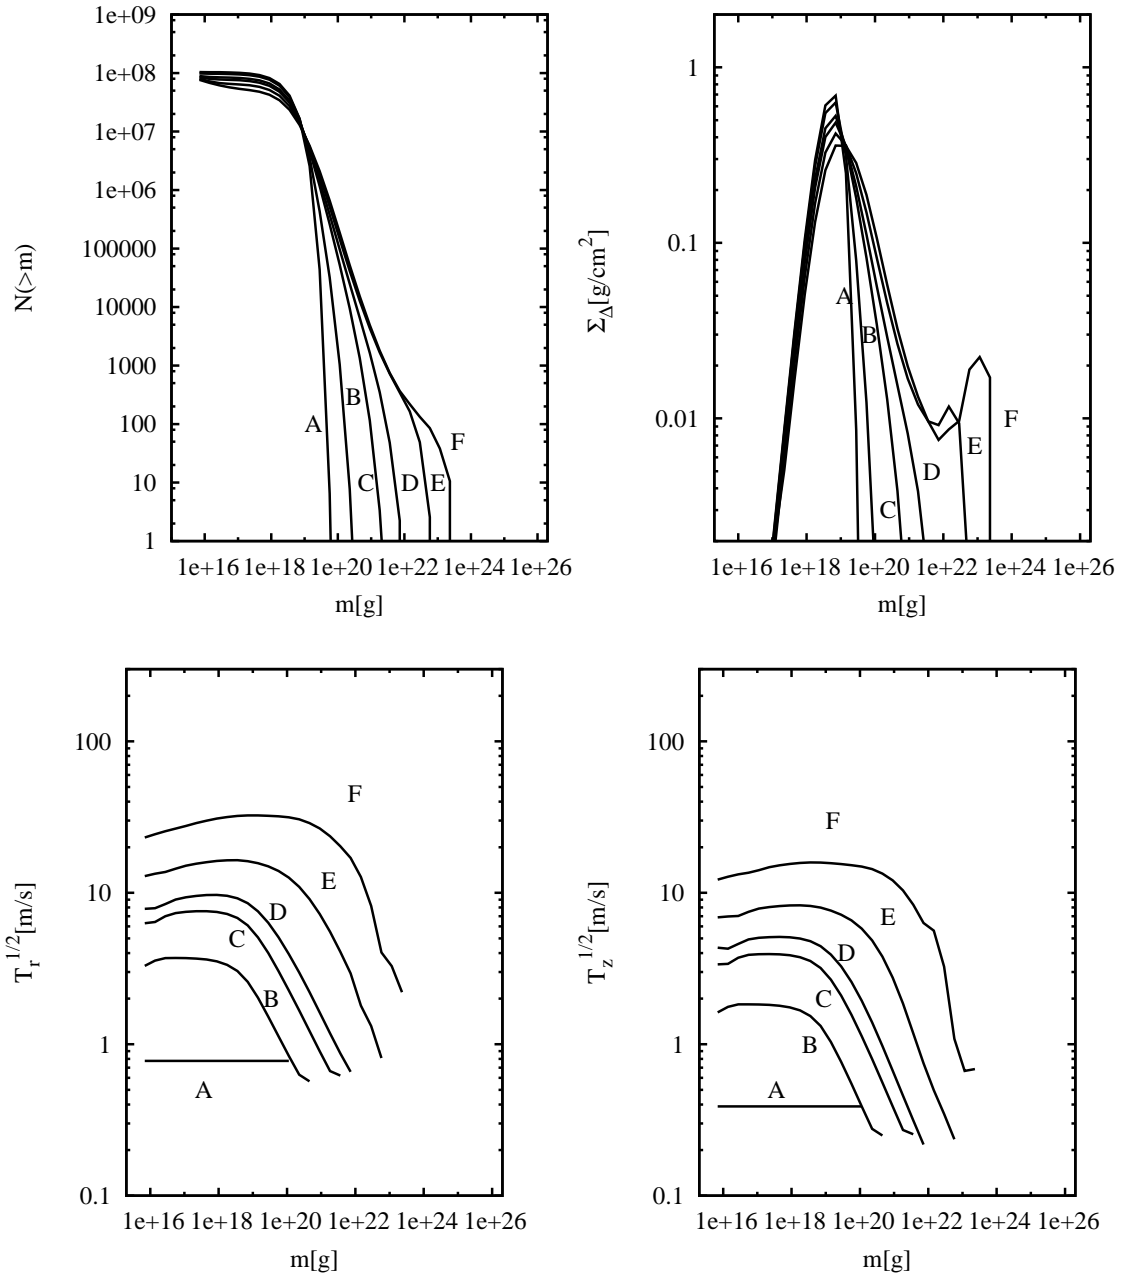 1e+09
1e+08
1e+07
1e+06
100000
10000
1000
100
10
1
N(>m)
A
B
C
D
E
F
1e+16 1e+18 1e+20 1e+22 1e+24 1e+26
m[g]
1
0.1
0.01
Σ_Δ[g/cm^2]
A
B
C
D
E
F
1e+16 1e+18 1e+20 1e+22 1e+24 1e+26
m[g]
100
10
1
0.1
T_r^1/2[m/s]
F
E
D
C
B
A
1e+16 1e+18 1e+20 1e+22 1e+24 1e+26
m[g]
100
10
1
0.1
T_z^1/2[m/s]
F
E
D
C
B
A
1e+16 1e+18 1e+20 1e+22 1e+24 1e+26
m[g]